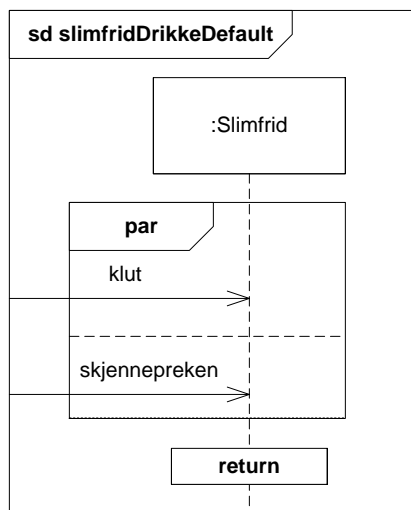 sd slimfridDrikkeDefault
:Slimfrid
par
klut
skjennepreken
return